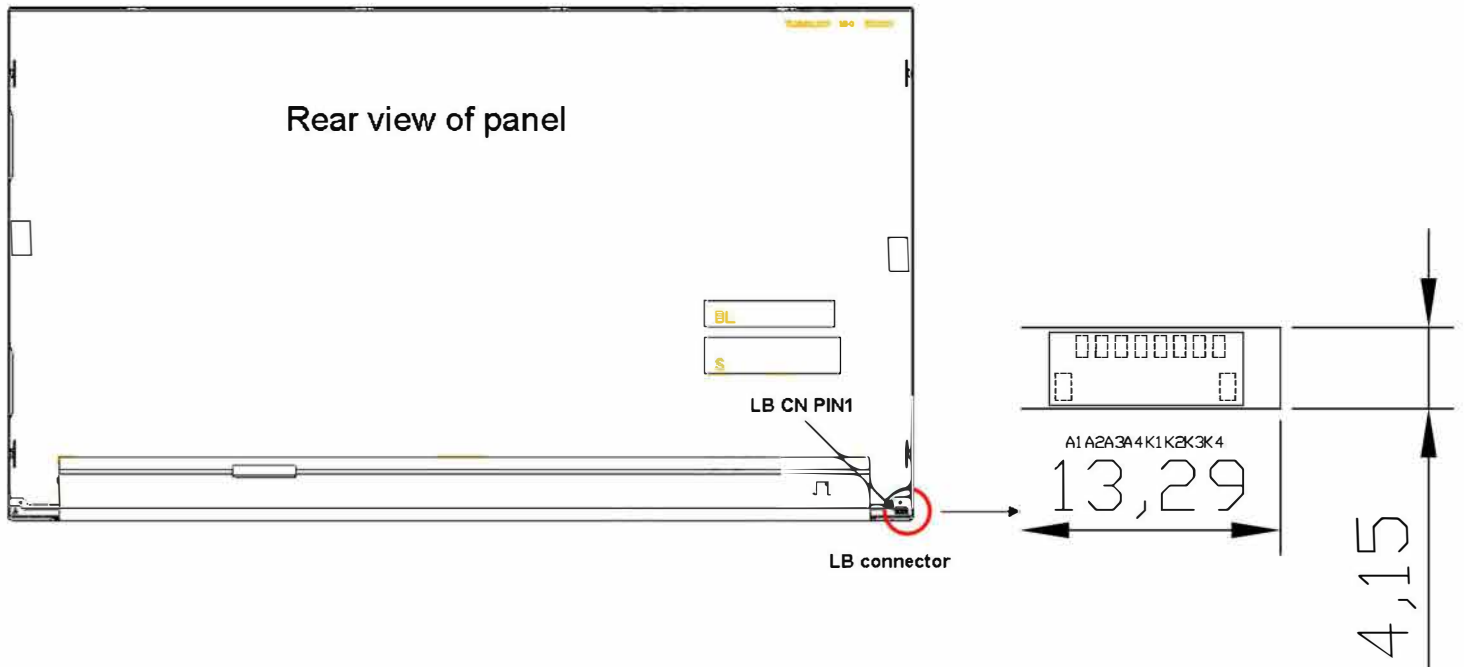 Rear view of panel
BL
S
LB CN PIN1
LB connector
A1A2A3A4K1K2K3K4
13,29
4,15